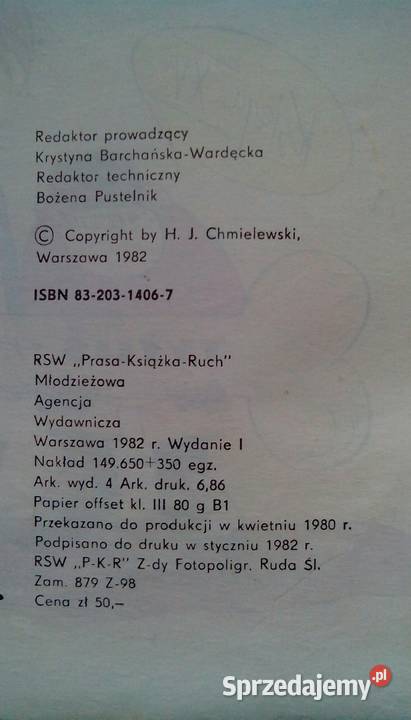 Redaktor prowadzący
Krystyna Barchańska-Wardęcka
Redaktor techniczny
Bożena Pustelnik
© Copyright by H. J. Chmielewski,
Warszawa 1982
ISBN 83-203-1406-7
RSW „Prasa-Książka-Ruch"
Młodzieżowa
Agencja
Wydawnicza
Warszawa 1982 r. Wydanie I
Nakład 149.650+350 egz.
Ark. wyd. 4 Ark. druk. 6,86
Papier offset kl. III 80 g B1
Przekazano do produkcji w kwietniu 1980 r.
Podpisano do druku w styczniu 1982 r.
RSW „P-K-R" Z-dy Fotopoligr. Ruda Śl.
Zam. 879 Z-98
Cena zł 50,—
Sprzedajemy.pl